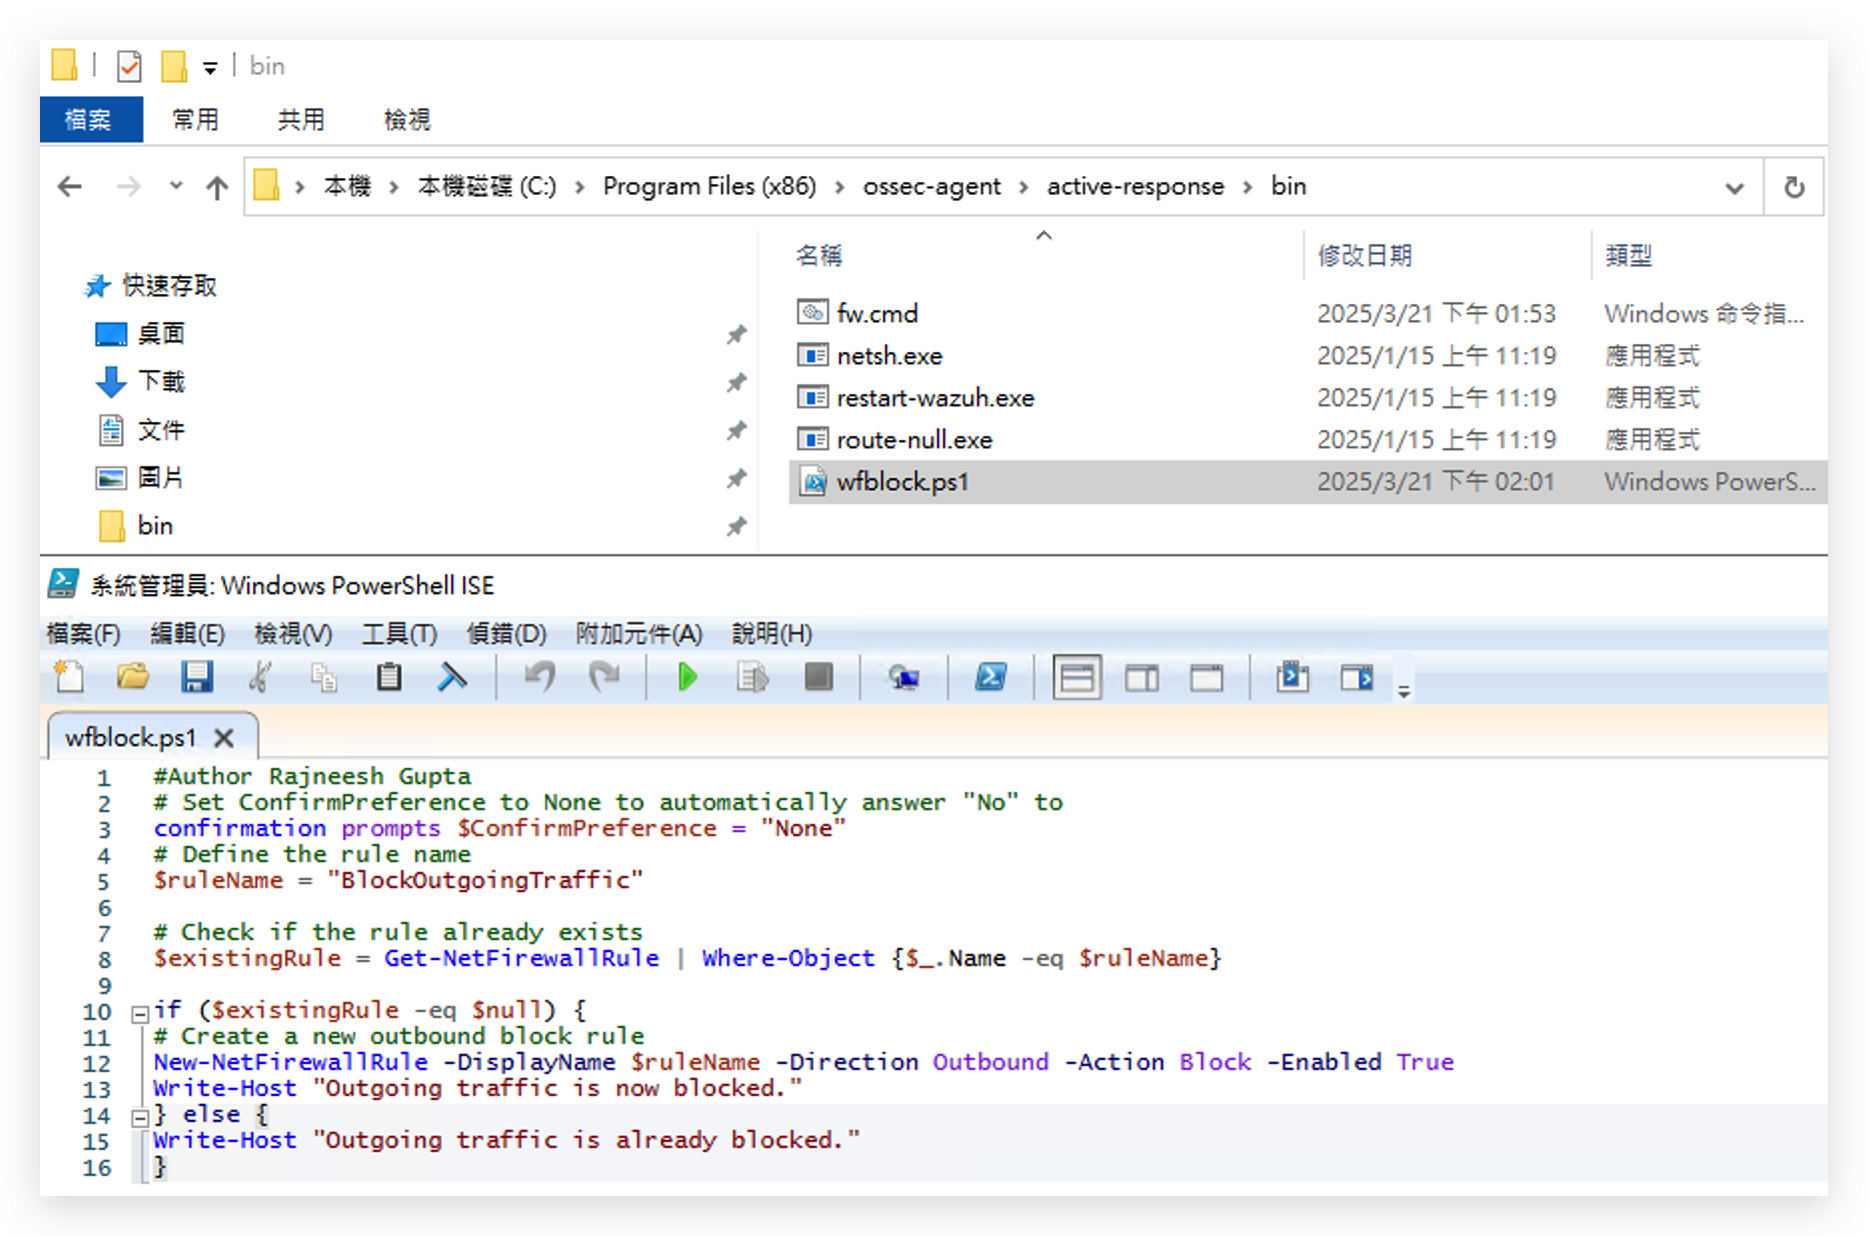 bin
檔案 常用 共用 檢視
本機 本機磁碟 (C:) Program Files (x86) ossec-agent active-response bin
名稱 修改日期 類型
快速存取
桌面
下載
文件
圖片
bin
fw.cmd 2025/3/21 下午 01:53 Windows 命令指...
netsh.exe 2025/1/15 上午 11:19 應用程式
restart-wazuh.exe 2025/1/15 上午 11:19 應用程式
route-null.exe 2025/1/15 上午 11:19 應用程式
wfblock.ps1 2025/3/21 下午 02:01 Windows PowerS...
系統管理員: Windows PowerShell ISE
檔案(F) 編輯(E) 檢視(V) 工具(T) 偵錯(D) 附加元件(A) 說明(H)
wfblock.ps1
1 #Author Rajneesh Gupta
2 # Set ConfirmPreference to None to automatically answer "No" to
3 confirmation prompts $ConfirmPreference = "None"
4 # Define the rule name
5 $ruleName = "BlockOutgoingTraffic"
6
7 # Check if the rule already exists
8 $existingRule = Get-NetFirewallRule | Where-Object {$_.Name -eq $ruleName}
9
10 if ($existingRule -eq $null) {
11 # Create a new outbound block rule
12 New-NetFirewallRule -DisplayName $ruleName -Direction Outbound -Action Block -Enabled True
13 Write-Host "Outgoing traffic is now blocked."
14 } else {
15 Write-Host "Outgoing traffic is already blocked."
16 }